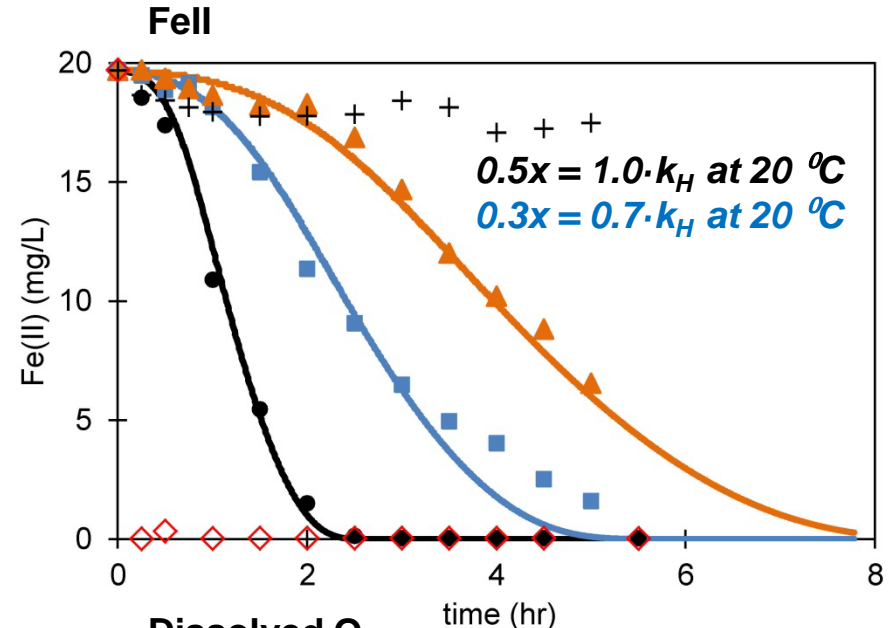 FeII
20
15
10
5
0
Fe(II) (mg/L)
0.5x = 1.0·kH at 20 ⁰C
0.3x = 0.7·kH at 20 ⁰C
0 2 4 6 8
time (hr)
Dissolved O